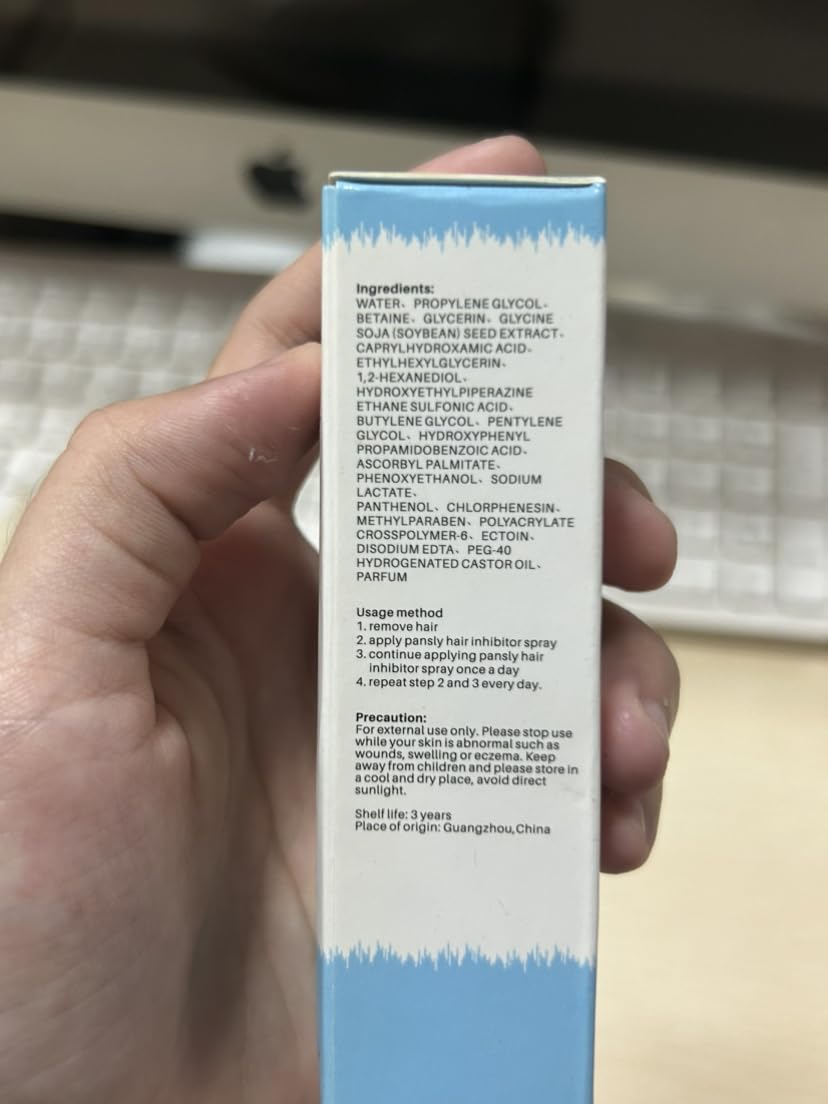 Ingredients:
WATER、PROPYLENE GLYCOL、
BETAINE、GLYCERIN、GLYCINE
SOJA (SOYBEAN) SEED EXTRACT、
CAPRYLHYDROXAMIC ACID、
ETHYLHEXYLGLYCERIN、
1,2-HEXANEDIOL、
HYDROXYETHYLPIPERAZINE
ETHANE SULFONIC ACID、
BUTYLENE GLYCOL、PENTYLENE
GLYCOL、HYDROXYPHENYL
PROPAMIDOBENZOIC ACID、
ASCORBYL PALMITATE、
PHENOXYETHANOL、SODIUM
LACTATE、
PANTHENOL、CHLORPHENESIN、
METHYLPARABEN、POLYACRYLATE
CROSSPOLYMER-6、ECTOIN、
DISODIUM EDTA、PEG-40
HYDROGENATED CASTOR OIL、
PARFUM
Usage method
1. remove hair
2. apply pansly hair inhibitor spray
3. continue applying pansly hair
inhibitor spray once a day
4. repeat step 2 and 3 every day.
Precaution:
For external use only. Please stop use
while your skin is abnormal such as
wounds, swelling or eczema. Keep
away from children and please store in
a cool and dry place, avoid direct
sunlight.
Shelf life: 3 years
Place of origin: Guangzhou,China